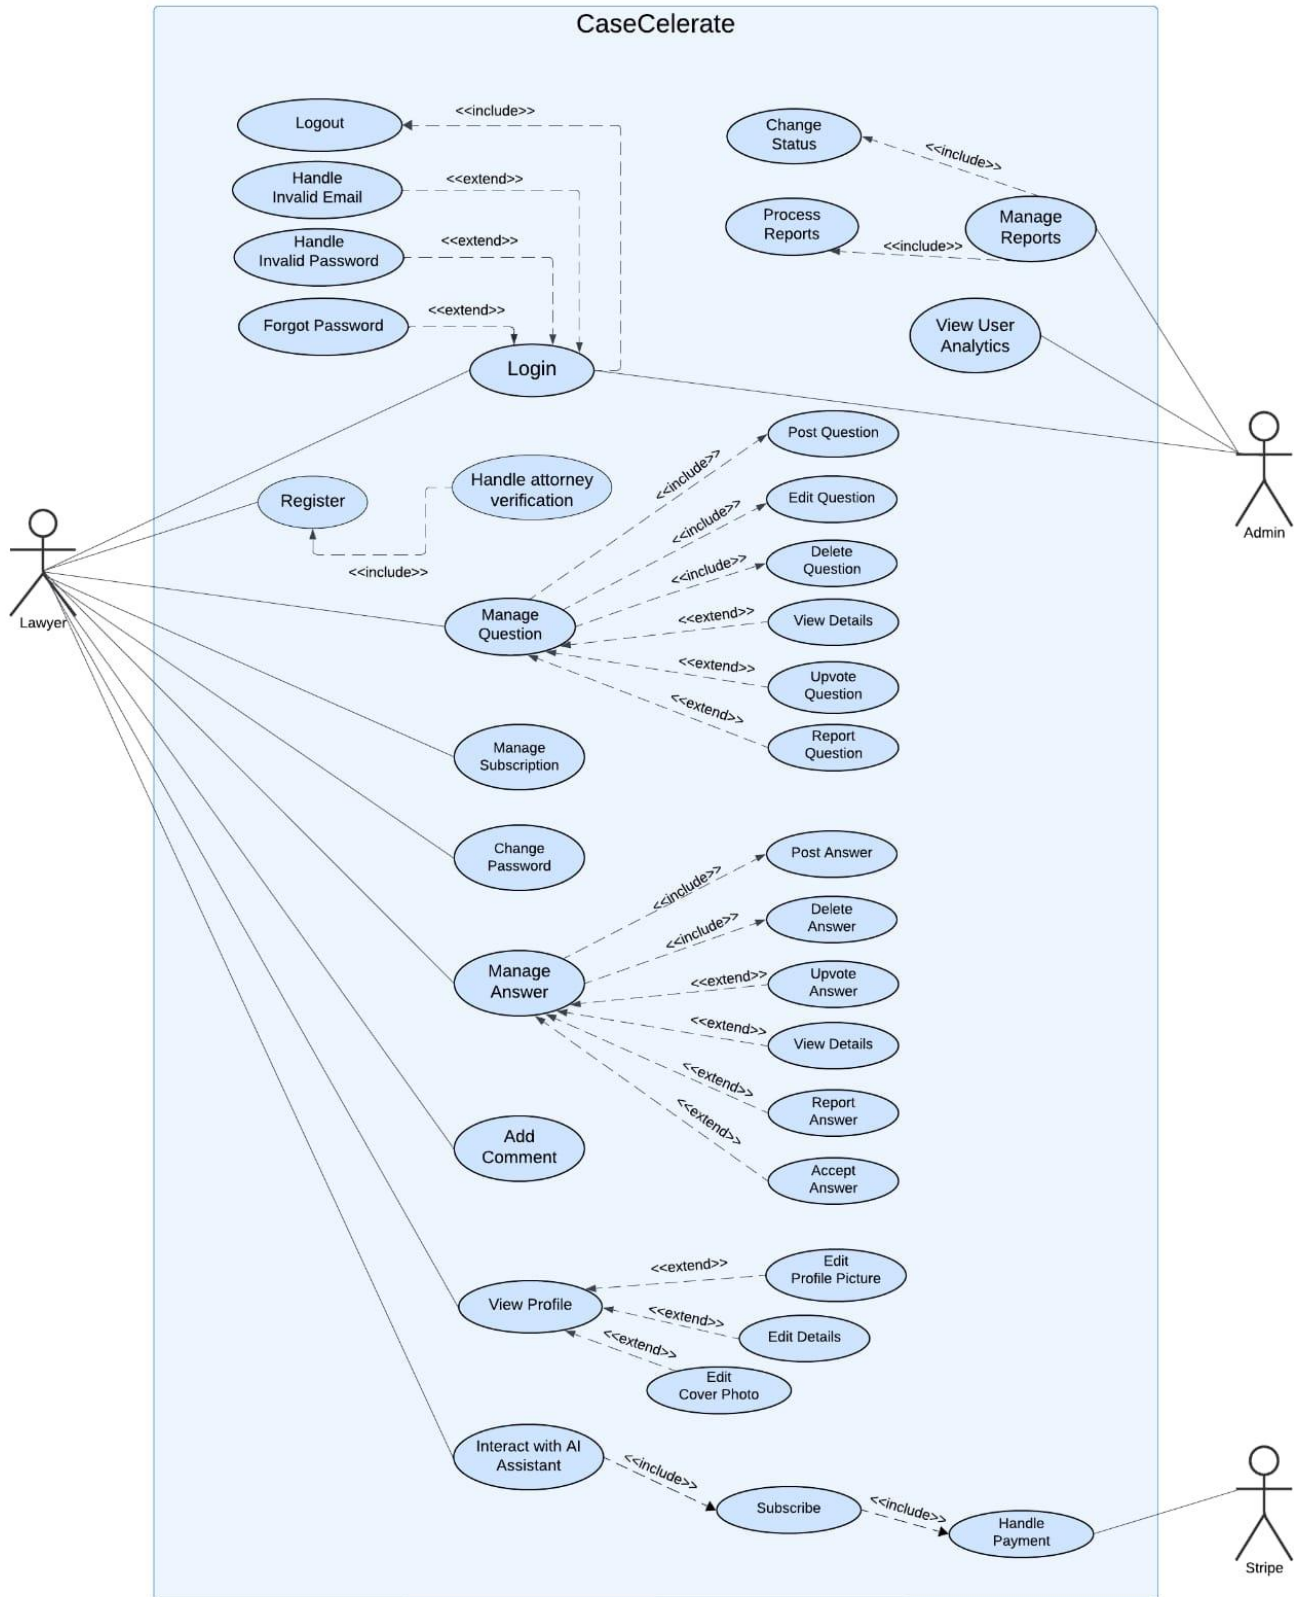 CaseCelerate
Logout
<<include>>
Change
Status
<<include>>
Handle
Invalid Email
<<extend>>
Process
Reports
<<include>>
Manage
Reports
Handle
Invalid Password
<<extend>>
Forgot Password
<<extend>>
View User
Analytics
Login
Admin
Post Question
<<include>>
Register
Handle attorney
verification
<<include>>
Edit Question
<<include>>
Delete
Question
<<include>>
Lawyer
Manage
Question
View Details
<<extend>>
Upvote
Question
<<extend>>
Report
Question
<<extend>>
Manage
Subscription
Change
Password
Post Answer
<<include>>
Delete
Answer
<<include>>
Manage
Answer
Upvote
Answer
<<extend>>
View Details
<<extend>>
Report
Answer
<<extend>>
Accept
Answer
<<extend>>
Add
Comment
View Profile
<<extend>>
Edit
Profile Picture
<<extend>>
Edit Details
<<extend>>
Edit
Cover Photo
Interact with AI
Assistant
<<include>>
Subscribe
<<include>>
Handle
Payment
Stripe